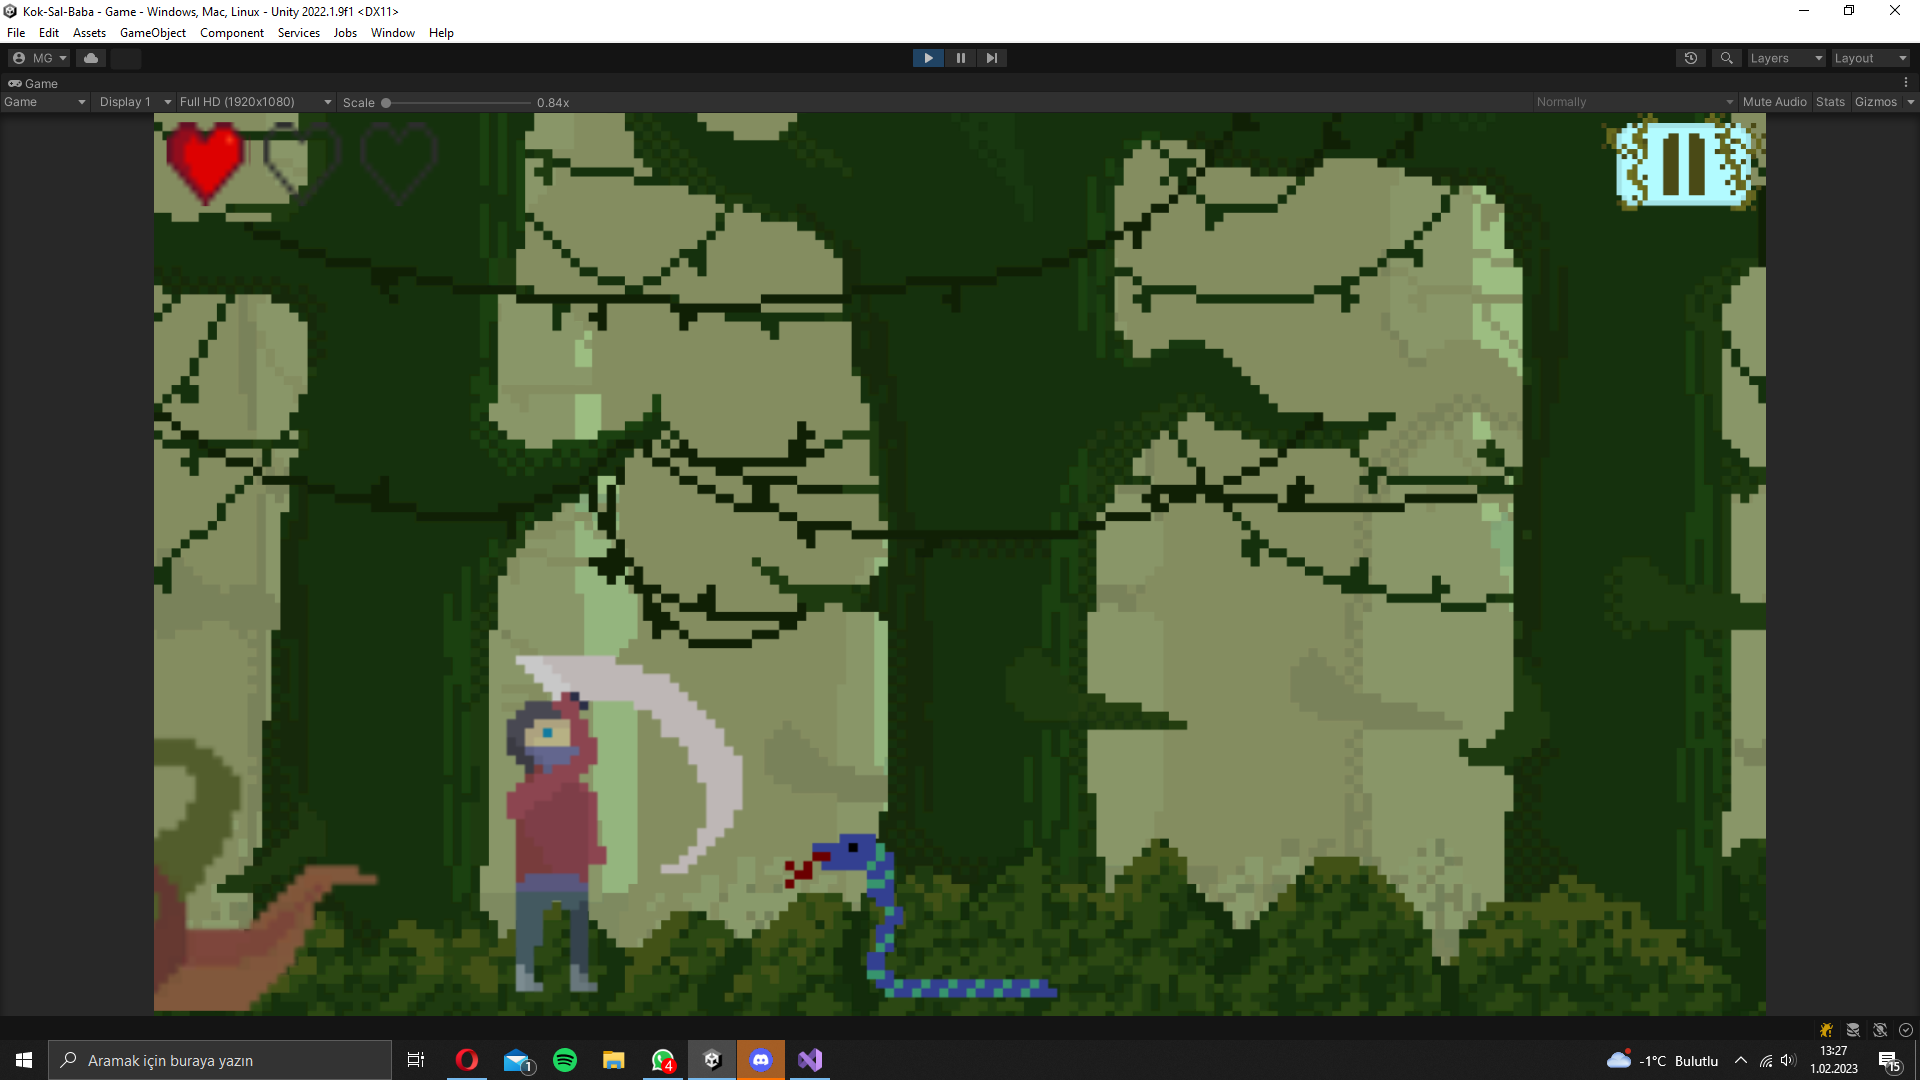 Kok-Sal-Baba - Game - Windows, Mac, Linux - Unity 2022.1.9f1 <DX11>
File Edit Assets GameObject Component Services Jobs Window Help
MG Layers Layout
Game
Game Display 1 Full HD (1920x1080) Scale 0.84x Normally Mute Audio Stats Gizmos
Aramak için buraya yazın 1 4 -1°C Bulutlu 13:27
1.02.2023 15